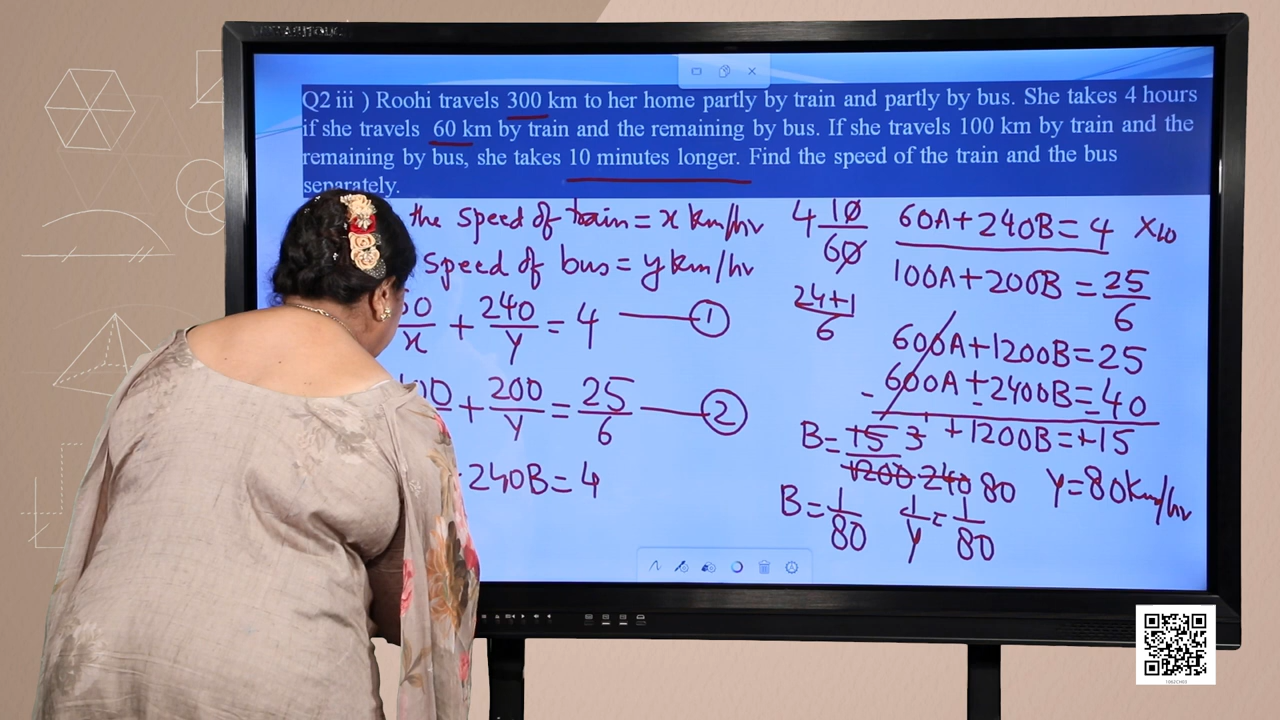 Q2 iii ) Roohi travels 300 km to her home partly by train and partly by bus. She takes 4 hours
if she travels 60 km by train and the remaining by bus. If she travels 100 km by train and the
remaining by bus, she takes 10 minutes longer. Find the speed of the train and the bus
separately.
the speed of train = x km/hr
speed of bus = y km/hr
60/x + 240/y = 4 — ①
00 + 200/y = 25/6 — ②
240B = 4
4 10/60
24+1/6
60A + 240B = 4 ×10
100A + 200B = 25/6
600A + 1200B = 25
- 600A + 2400B = 40
+1200B = +15
B = 15 3 / 1200 240 80
B = 1/80 1/y = 1/80
y = 80 km/hr